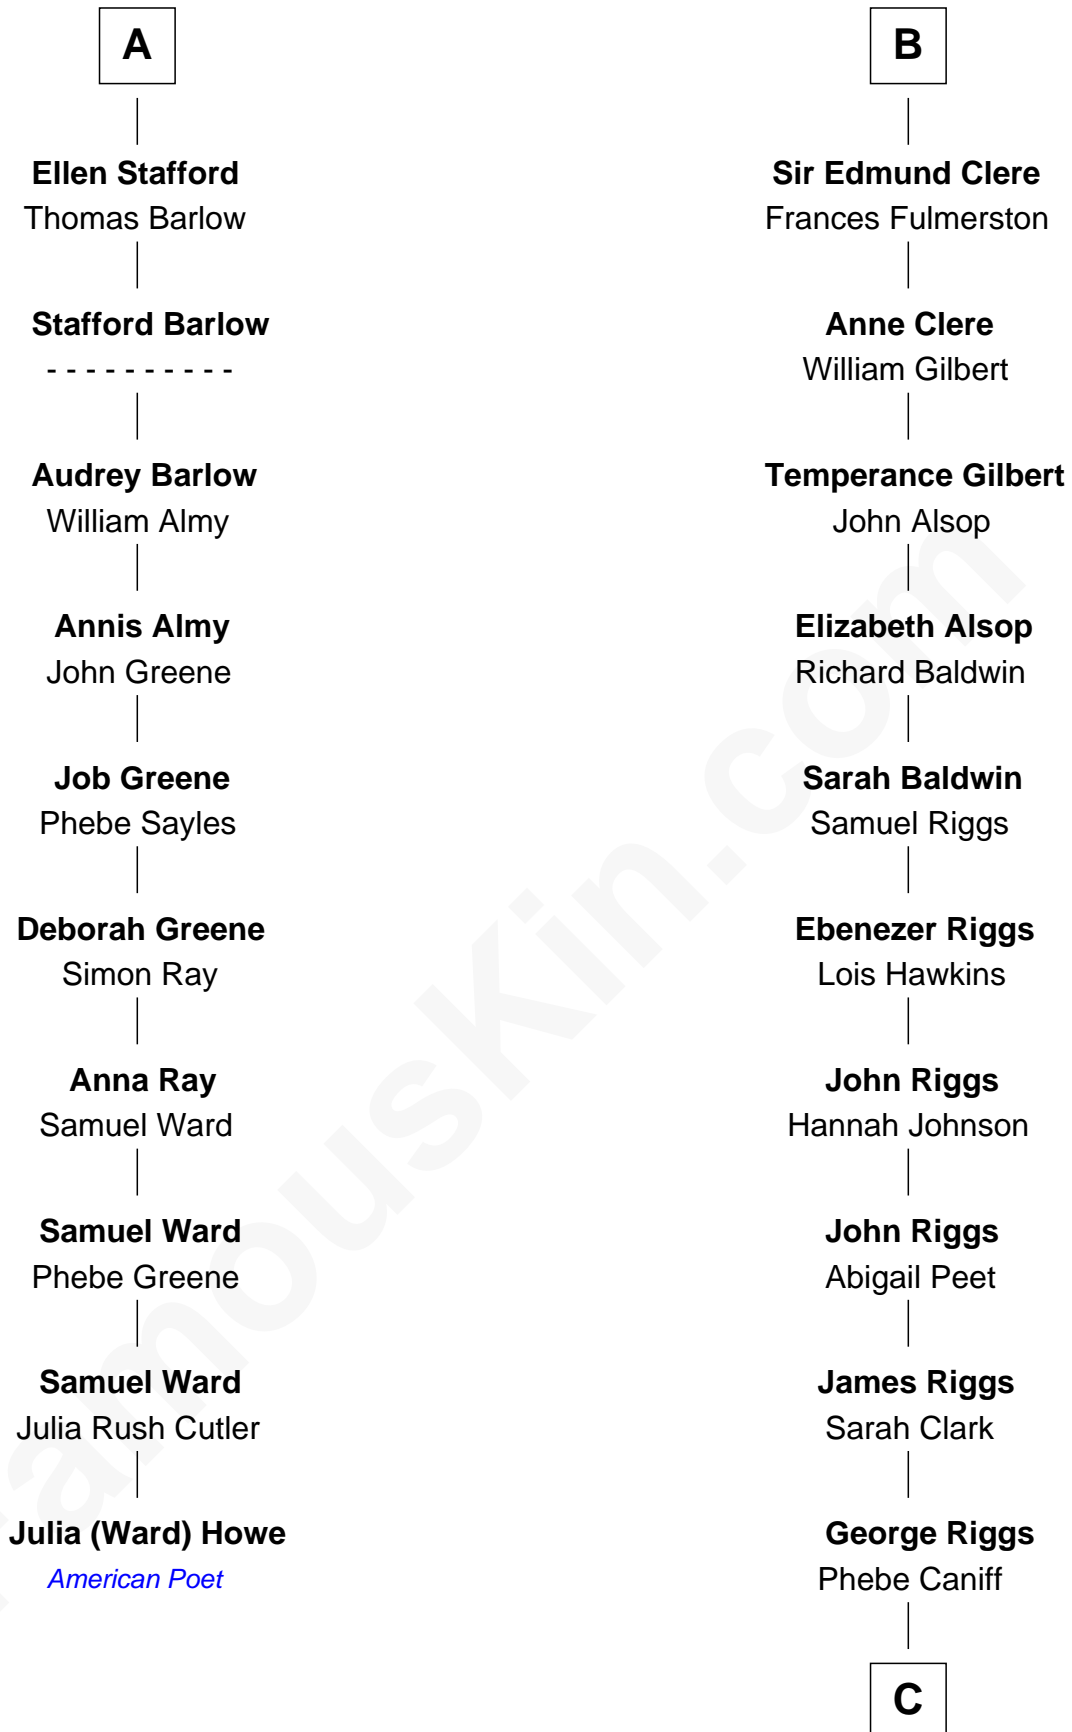 A
Ellen Stafford
Thomas Barlow
Stafford Barlow
- - - - - - - - - -
Audrey Barlow
William Almy
Annis Almy
John Greene
Job Greene
Phebe Sayles
Deborah Greene
Simon Ray
Anna Ray
Samuel Ward
Samuel Ward
Phebe Greene
Samuel Ward
Julia Rush Cutler
Julia (Ward) Howe
American Poet
B
Sir Edmund Clere
Frances Fulmerston
Anne Clere
William Gilbert
Temperance Gilbert
John Alsop
Elizabeth Alsop
Richard Baldwin
Sarah Baldwin
Samuel Riggs
Ebenezer Riggs
Lois Hawkins
John Riggs
Hannah Johnson
John Riggs
Abigail Peet
James Riggs
Sarah Clark
George Riggs
Phebe Caniff
C
FamousKin.com